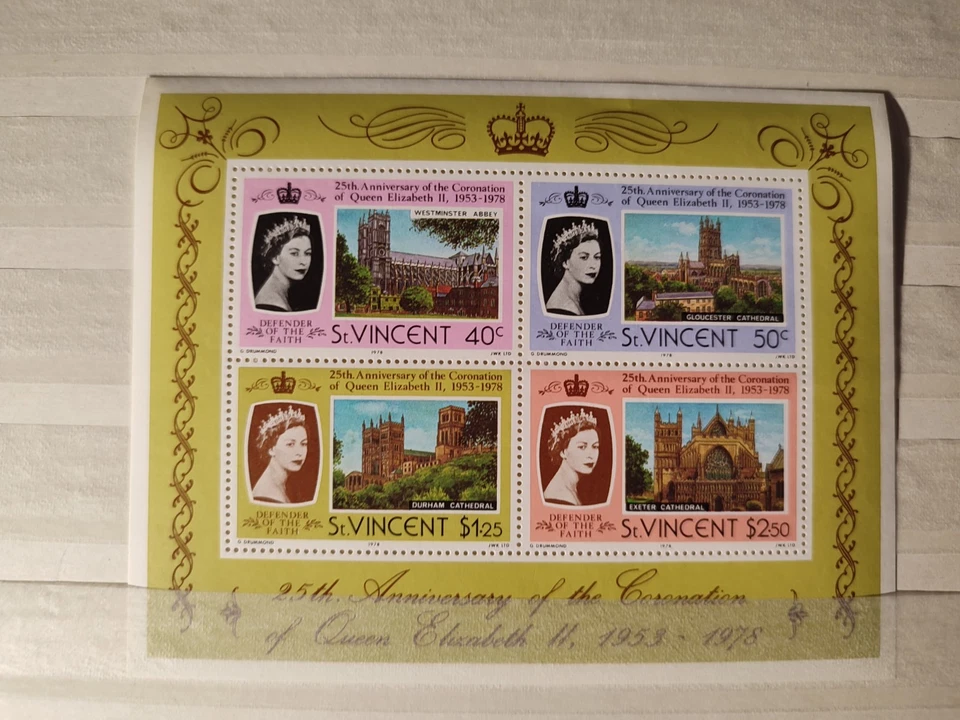 25th. Anniversary of the Coronation
of Queen Elizabeth II, 1953-1978
WESTMINSTER ABBEY
DEFENDER
OF THE
FAITH
St. VINCENT 40c
G. DRUMMOND 1978 JWK LTD
25th. Anniversary of the Coronation
of Queen Elizabeth II, 1953-1978
GLOUCESTER CATHEDRAL
DEFENDER
OF THE
FAITH
St. VINCENT 50c
G. DRUMMOND 1978 JWK LTD
25th. Anniversary of the Coronation
of Queen Elizabeth II, 1953-1978
DURHAM CATHEDRAL
DEFENDER
OF THE
FAITH
St. VINCENT $1·25
G. DRUMMOND 1978 JWK LTD
25th. Anniversary of the Coronation
of Queen Elizabeth II, 1953-1978
EXETER CATHEDRAL
DEFENDER
OF THE
FAITH
St. VINCENT $2·50
G. DRUMMOND 1978 JWK LTD
25th. Anniversary of the Coronation
of Queen Elizabeth II, 1953 - 1978